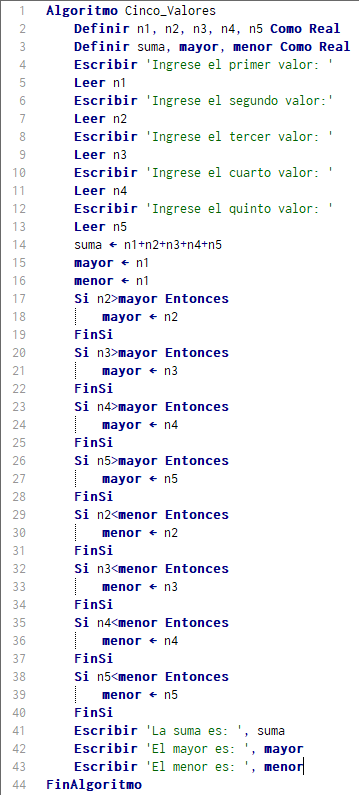 1 Algoritmo Cinco_Valores
2 Definir n1, n2, n3, n4, n5 Como Real
3 Definir suma, mayor, menor Como Real
4 Escribir 'Ingrese el primer valor: '
5 Leer n1
6 Escribir 'Ingrese el segundo valor:'
7 Leer n2
8 Escribir 'Ingrese el tercer valor: '
9 Leer n3
10 Escribir 'Ingrese el cuarto valor: '
11 Leer n4
12 Escribir 'Ingrese el quinto valor: '
13 Leer n5
14 suma ← n1+n2+n3+n4+n5
15 mayor ← n1
16 menor ← n1
17 Si n2>mayor Entonces
18 mayor ← n2
19 FinSi
20 Si n3>mayor Entonces
21 mayor ← n3
22 FinSi
23 Si n4>mayor Entonces
24 mayor ← n4
25 FinSi
26 Si n5>mayor Entonces
27 mayor ← n5
28 FinSi
29 Si n2<menor Entonces
30 menor ← n2
31 FinSi
32 Si n3<menor Entonces
33 menor ← n3
34 FinSi
35 Si n4<menor Entonces
36 menor ← n4
37 FinSi
38 Si n5<menor Entonces
39 menor ← n5
40 FinSi
41 Escribir 'La suma es: ', suma
42 Escribir 'El mayor es: ', mayor
43 Escribir 'El menor es: ', menor
44 FinAlgoritmo